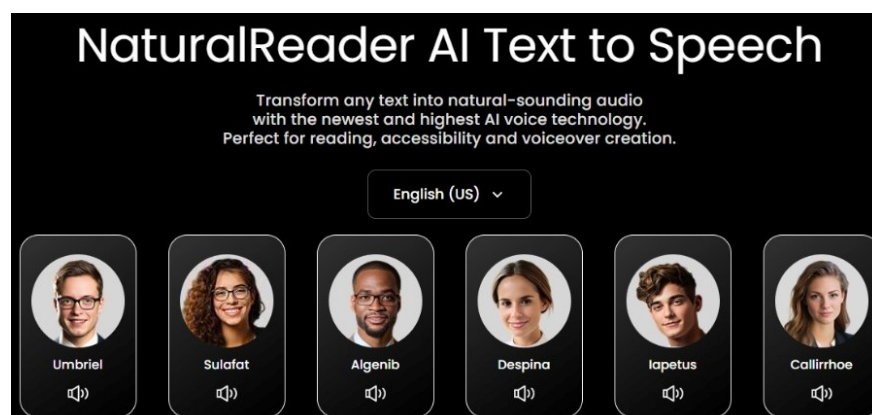 NaturalReader AI Text to Speech
Transform any text into natural-sounding audio
with the newest and highest AI voice technology.
Perfect for reading, accessibility and voiceover creation.
English (US)
Umbriel
Sulafat
Algenib
Despina
Iapetus
Callirrhoe